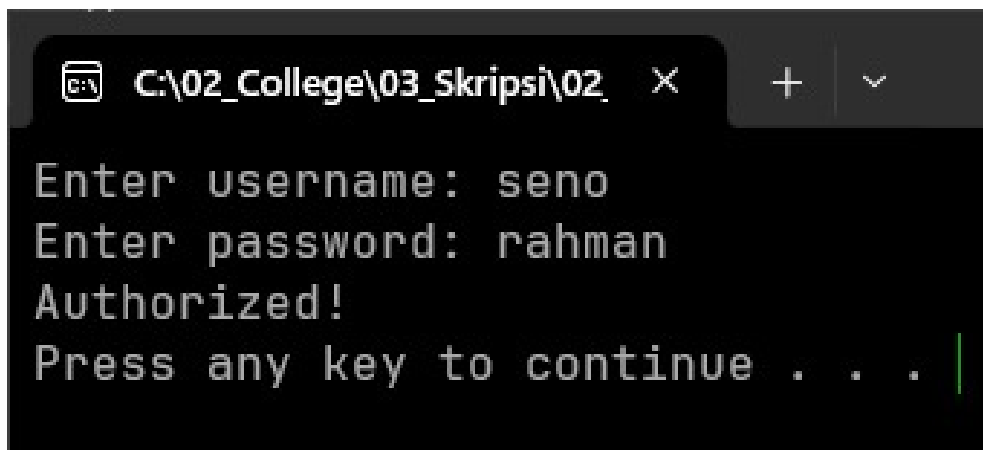 C:\02_College\03_Skripsi\02_
Enter username: seno
Enter password: rahman
Authorized!
Press any key to continue . . .